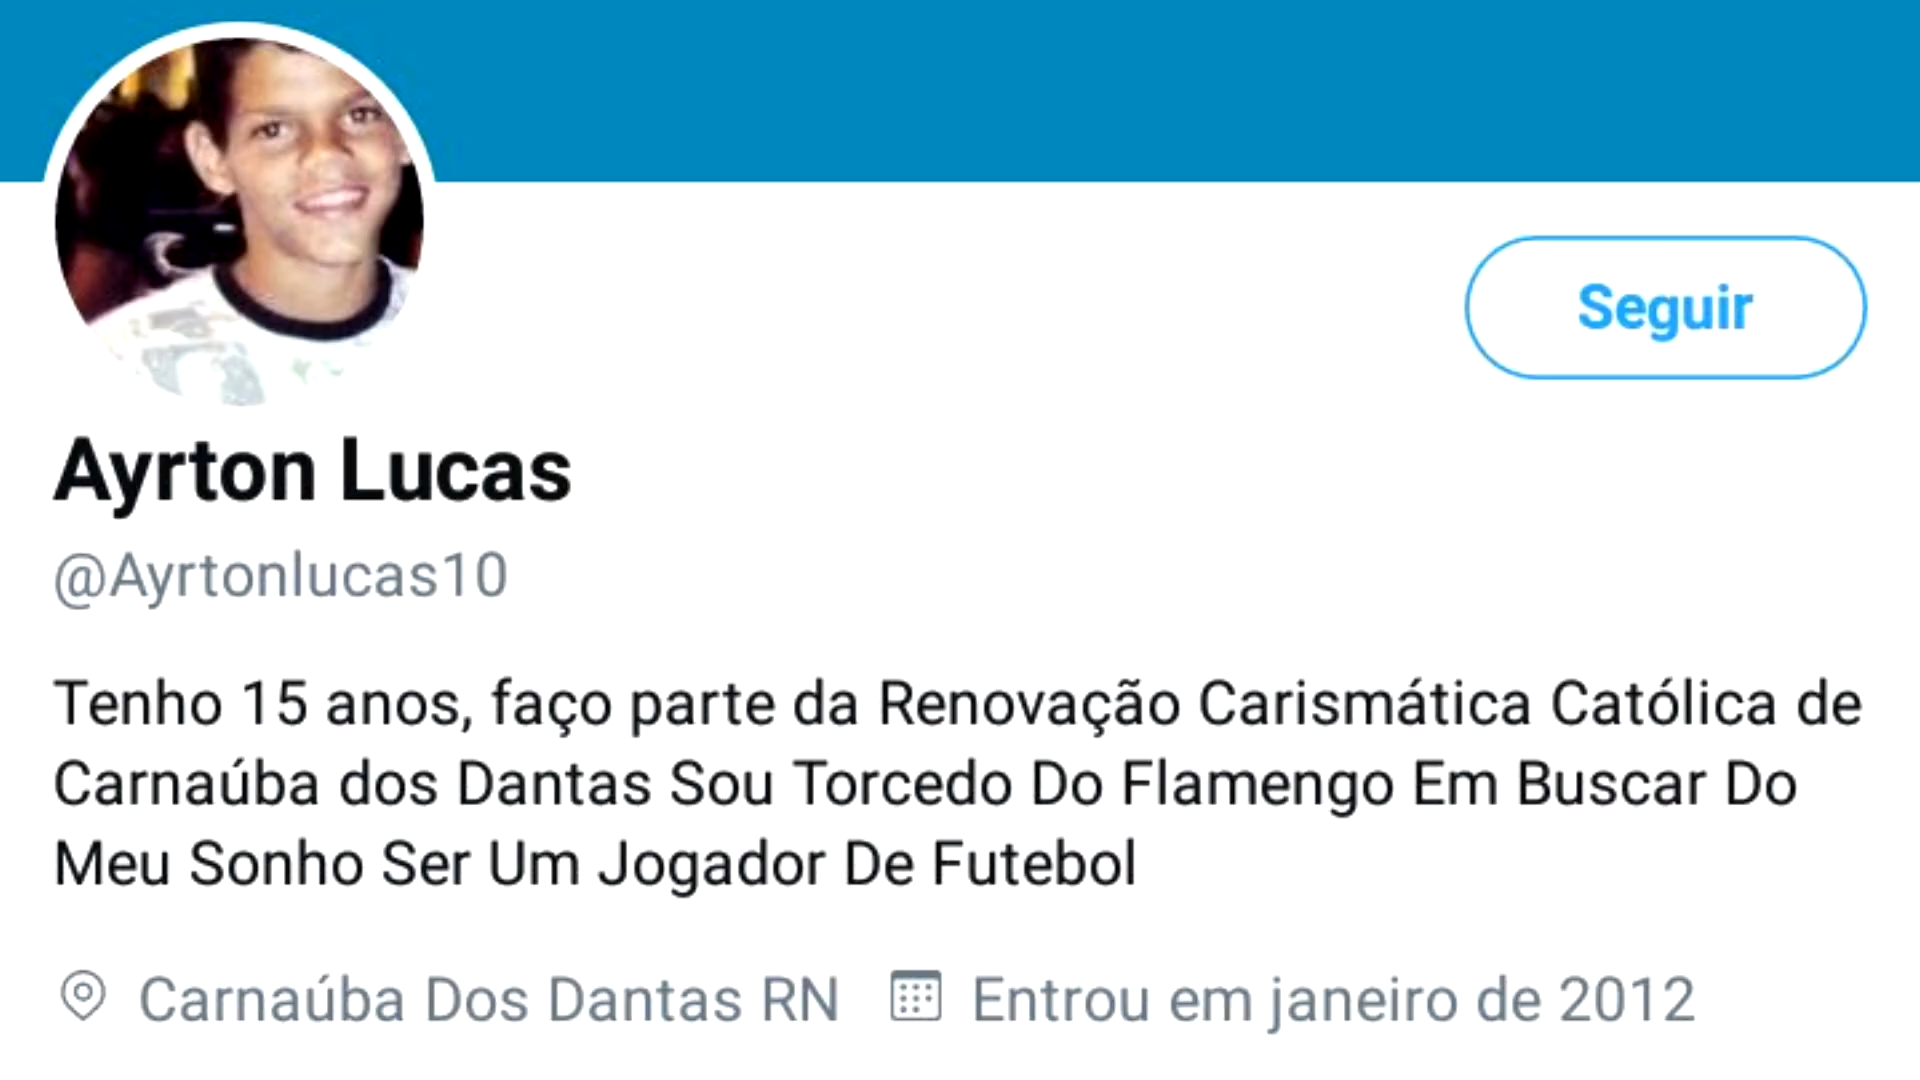 Seguir
Ayrton Lucas
@Ayrtonlucas10
Tenho 15 anos, faço parte da Renovação Carismática Católica de
Carnaúba dos Dantas Sou Torcedo Do Flamengo Em Buscar Do
Meu Sonho Ser Um Jogador De Futebol
Carnaúba Dos Dantas RN Entrou em janeiro de 2012